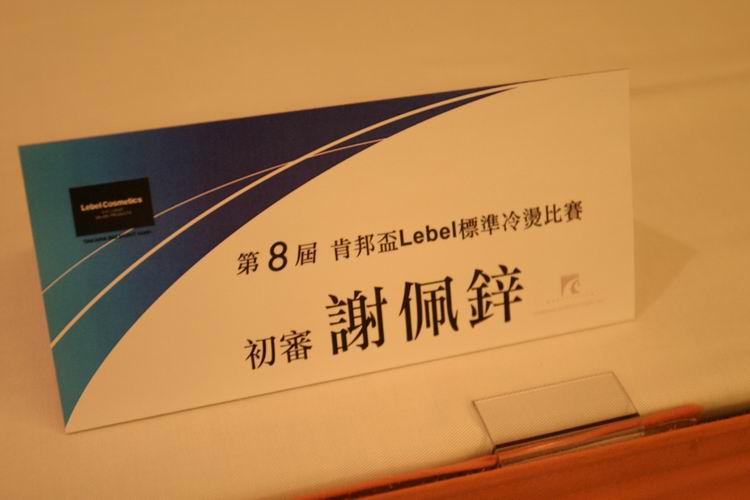 Lebel Cosmetics
第8屆 肯邦盃Lebel標準冷燙比賽
初審 謝佩鋅